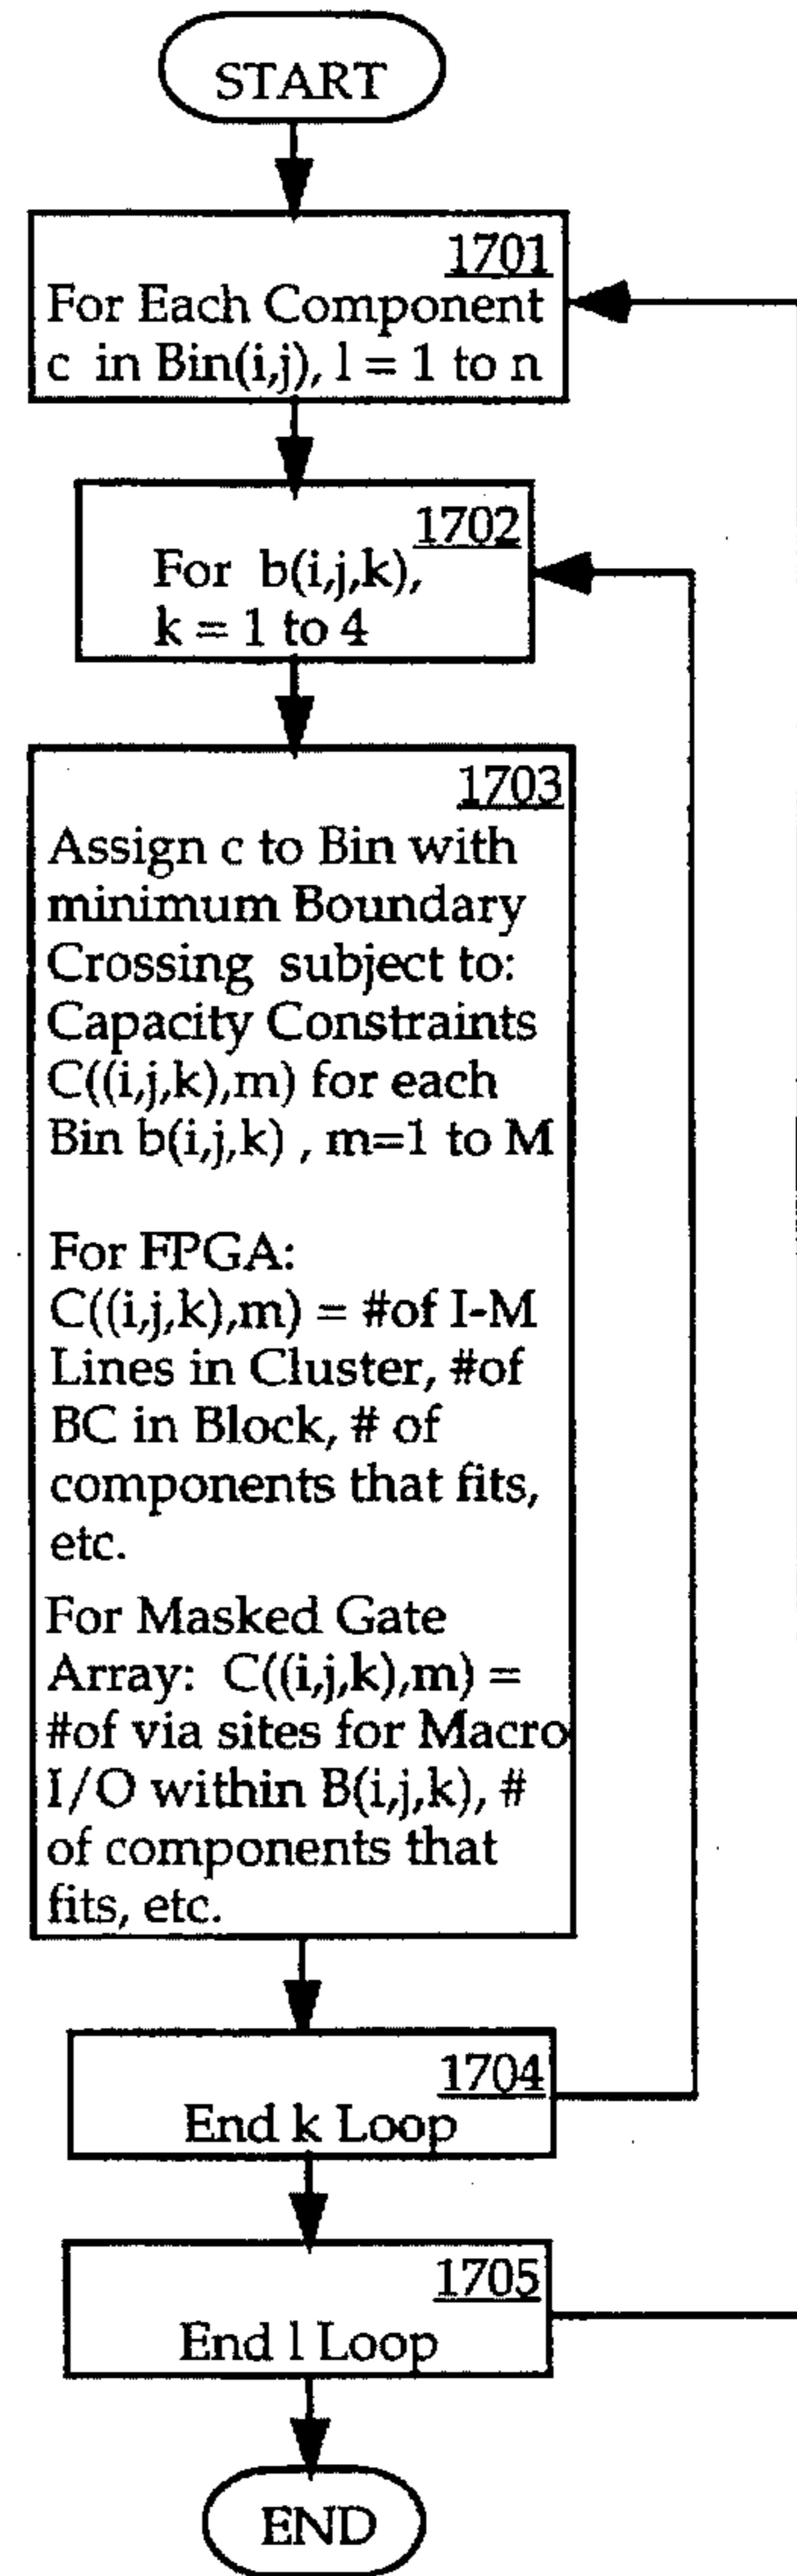 START
1701
For Each Component
c in Bin(i,j), l = 1 to n
1702
For b(i,j,k),
k = 1 to 4
1703
Assign c to Bin with
minimum Boundary
Crossing subject to:
Capacity Constraints
C((i,j,k),m) for each
Bin b(i,j,k) , m=1 to M
For FPGA:
C((i,j,k),m) = #of I-M
Lines in Cluster, #of
BC in Block, # of
components that fits,
etc.
For Masked Gate
Array: C((i,j,k),m) =
#of via sites for Macro
I/O within B(i,j,k), #
of components that
fits, etc.
1704
End k Loop
1705
End l Loop
END